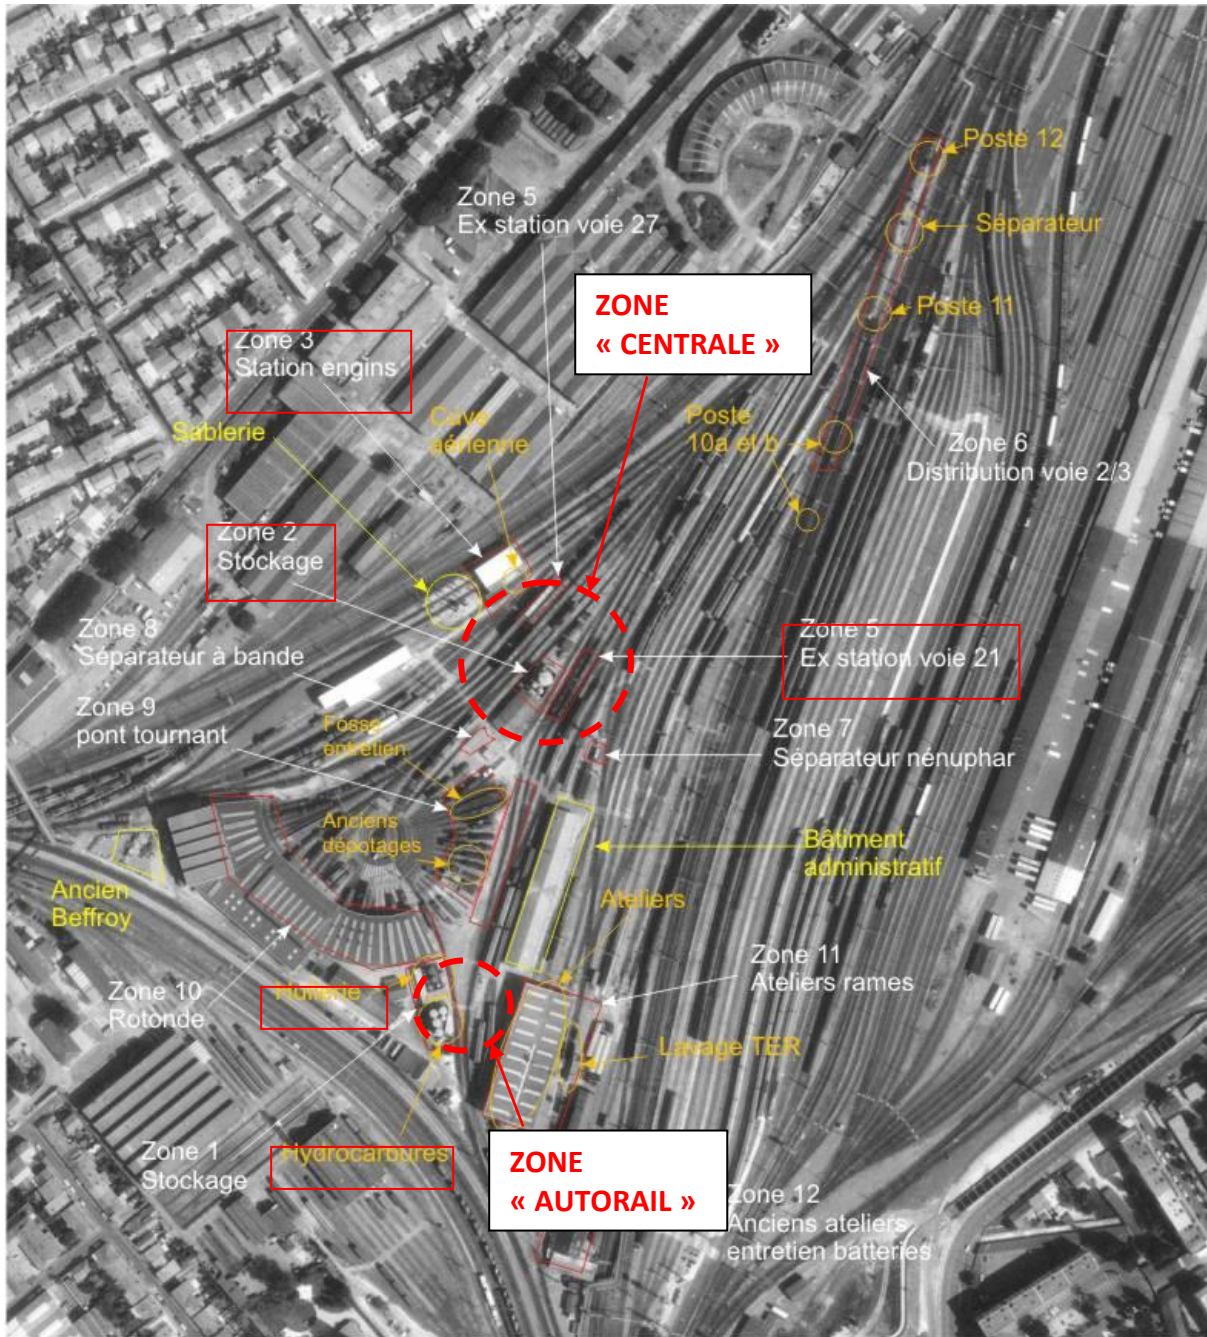 Poste 12
Zone 5
Ex station voie 27
Séparateur
ZONE
« CENTRALE »
Poste 11
Zone 3
Station engins
Sablerie
Cuve
aérienne
Poste
10a et b
Zone 6
Distribution voie 2/3
Zone 2
Stockage
Zone 8
Séparateur à bande
Zone 5
Ex station voie 21
Zone 9
pont tournant
Fosse
entretien
Zone 7
Séparateur nénuphar
Anciens
dépotages
Bâtiment
administratif
Ancien
Beffroy
Ateliers
Zone 11
Ateliers rames
Zone 10
Rotonde
Huilerie
Lavage TER
Zone 1
Stockage
Hydrocarbures
ZONE
« AUTORAIL »
Zone 12
Anciens ateliers
entretien batteries